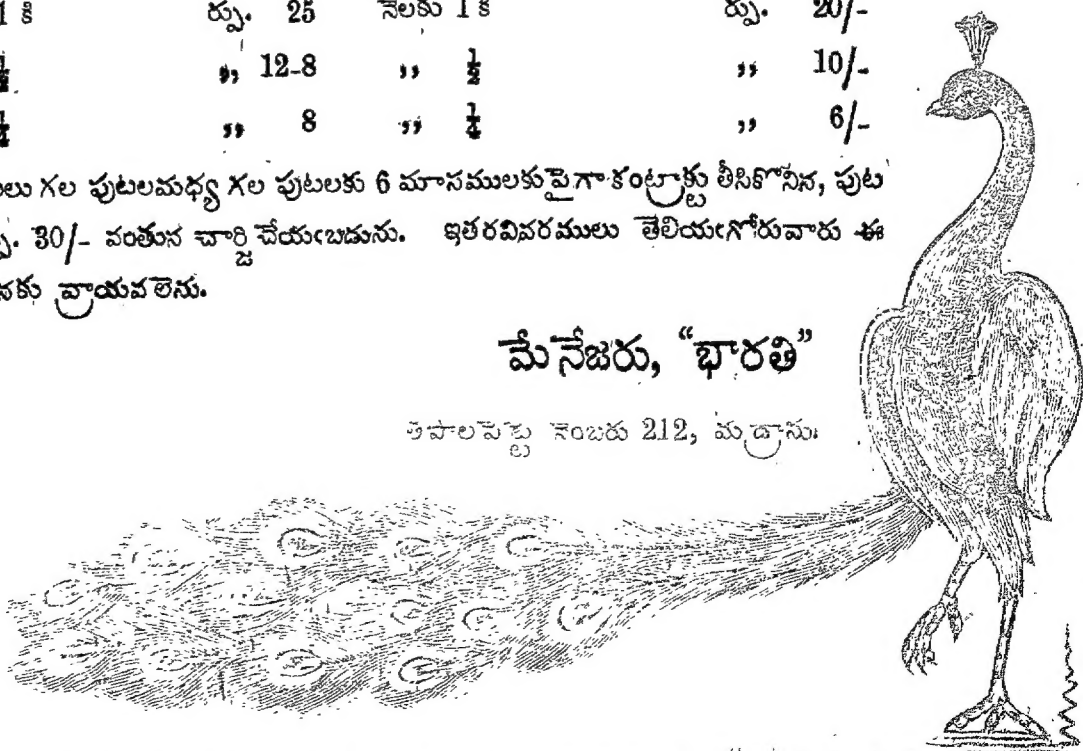 1 కి ర్పు. 25 నెలకు 1 కి ర్పు. 20/-
½ ,, 12-8 ,, ½ ,, 10/-
¼ ,, 8 ,, ¼ ,, 6/-
లు గల పుటలమధ్య గల పుటలకు 6 మాసములకుపైగా కంట్రాక్టు తీసికొనిన, పుట
30/- వంతున చార్జి చేయఁబడును. ఇతరవివరములు తెలియఁగోరువారు ఈ
నకు వ్రాయవలెను.
మేనేజరు, “భారతి”
తపాలపెట్టె నెంబరు 212, మద్రాసు